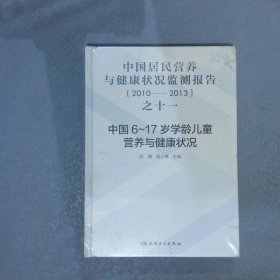 中国居民营养
与健康状况监测报告
[2010——2013]
之十一
中国6~17岁学龄儿童
营养与健康状况
主编
人民卫生出版社